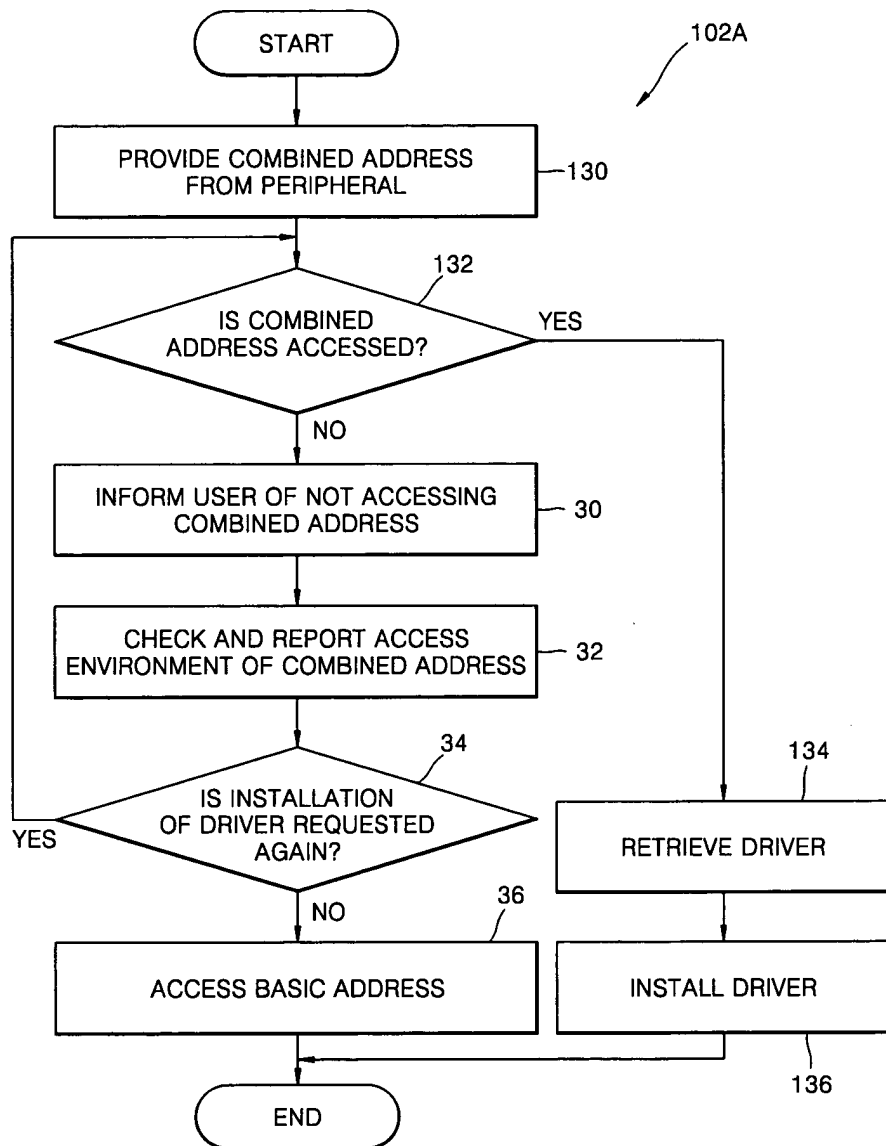 START
102A
PROVIDE COMBINED ADDRESS
FROM PERIPHERAL
130
132
IS COMBINED
ADDRESS ACCESSED?
YES
NO
INFORM USER OF NOT ACCESSING
COMBINED ADDRESS
30
CHECK AND REPORT ACCESS
ENVIRONMENT OF COMBINED ADDRESS
32
34
IS INSTALLATION
OF DRIVER REQUESTED
AGAIN?
YES
NO
134
RETRIEVE DRIVER
36
ACCESS BASIC ADDRESS
INSTALL DRIVER
136
END